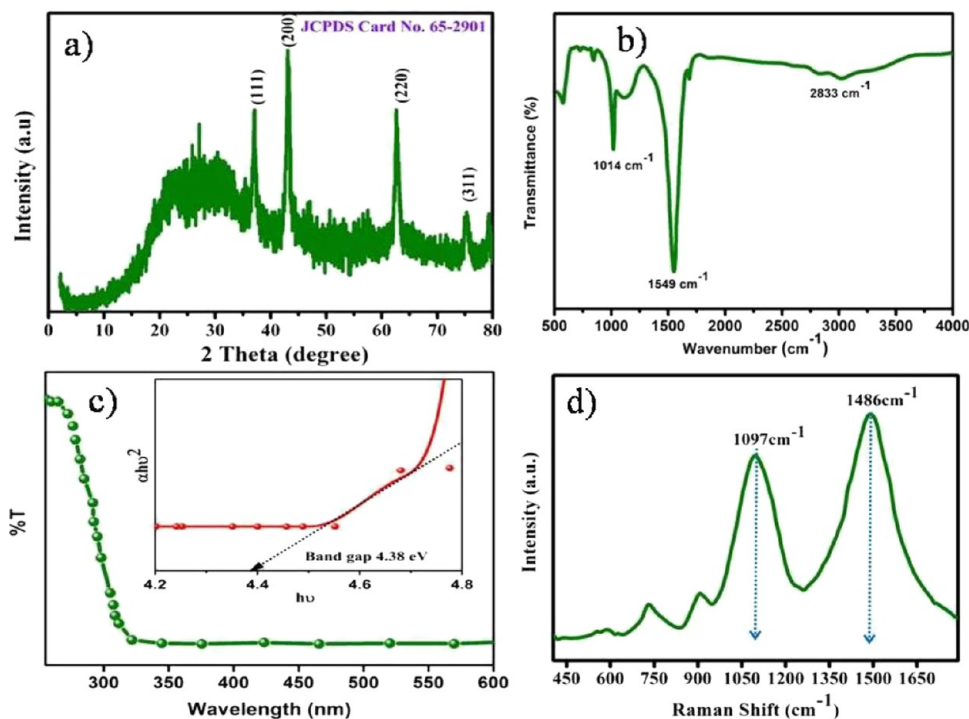 a)
JCPDS Card No. 65-2901
(111)
(200)
(220)
(311)
Intensity (a.u)
0 10 20 30 40 50 60 70 80
2 Theta (degree)
b)
1014 cm-1
1549 cm-1
2833 cm-1
Transmittance (%)
500 1000 1500 2000 2500 3000 3500 4000
Wavenumber (cm-1)
c)
αhυ2
Band gap 4.38 eV
4.2 4.4 4.6 4.8
hυ
%T
300 350 400 450 500 550 600
Wavelength (nm)
d)
1097cm-1
1486cm-1
Intensity (a.u.)
450 600 750 900 1050 1200 1350 1500 1650
Raman Shift (cm-1)